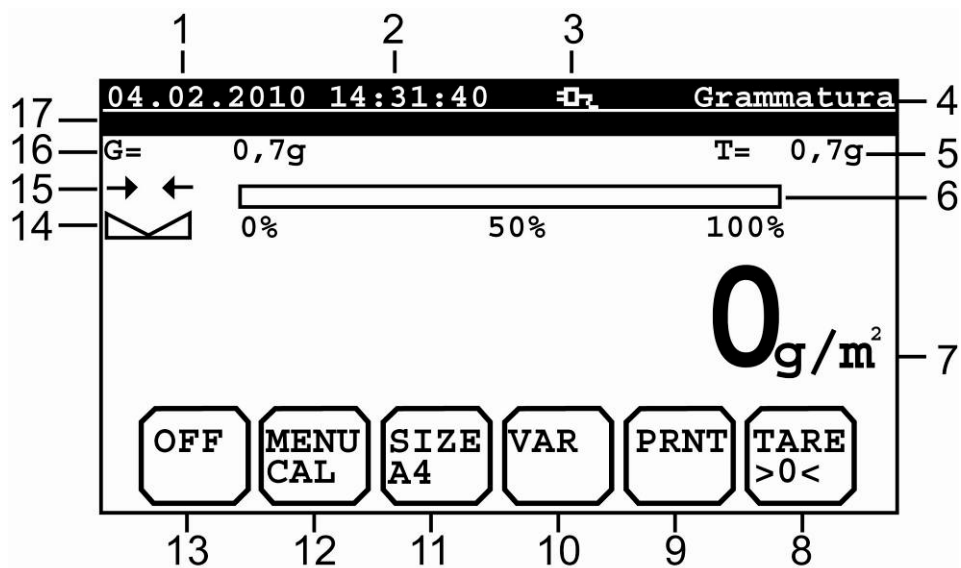 1 2 3
04.02.2010 14:31:40 Grammatura 4
17
16 G= 0,7g T= 0,7g 5
15 6
14 0% 50% 100%
0g/m² 7
OFF MENU SIZE VAR PRNT TARE
CAL A4 >0<
13 12 11 10 9 8